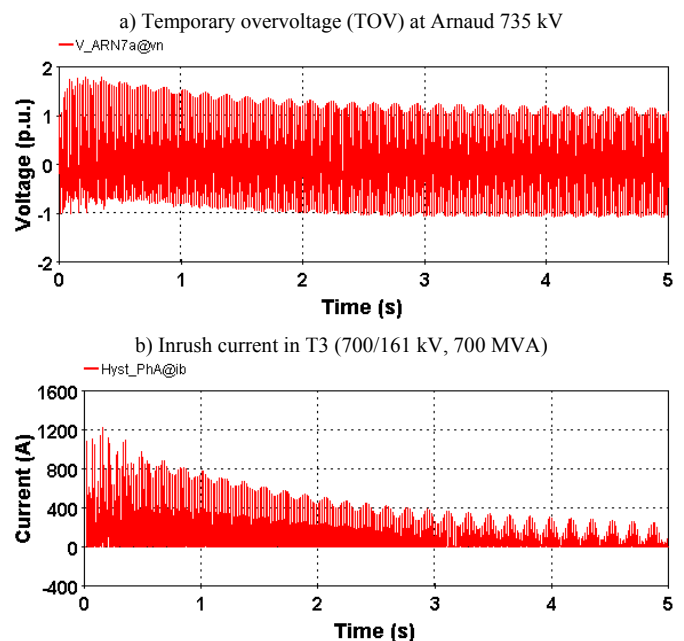 a) Temporary overvoltage (TOV) at Arnaud 735 kV
V_ARN7a@vn
2
1
0
-1
-2
Voltage (p.u.)
0 1 2 3 4 5
Time (s)
b) Inrush current in T3 (700/161 kV, 700 MVA)
Hyst_PhA@ib
1600
1200
800
400
0
-400
Current (A)
0 1 2 3 4 5
Time (s)